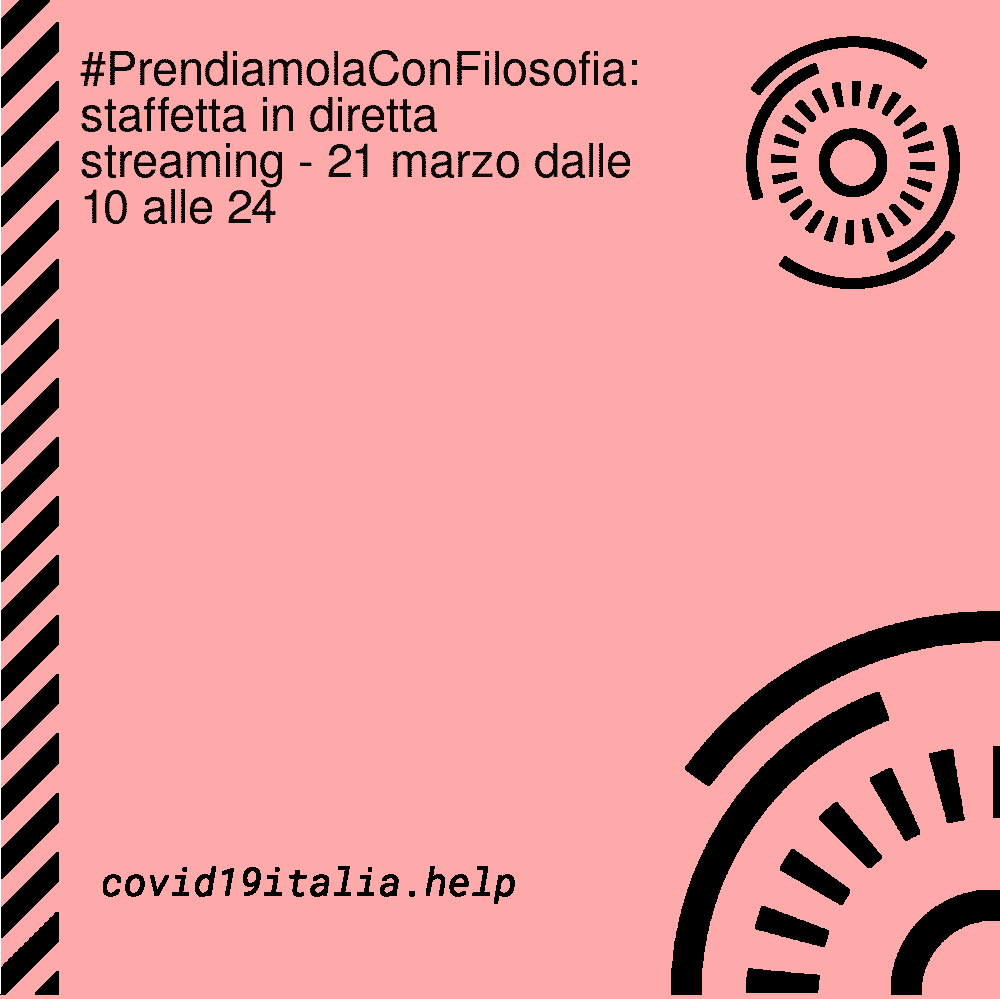 #PrendiamolaConFilosofia:
staffetta in diretta
streaming - 21 marzo dalle
10 alle 24
covid19italia.help